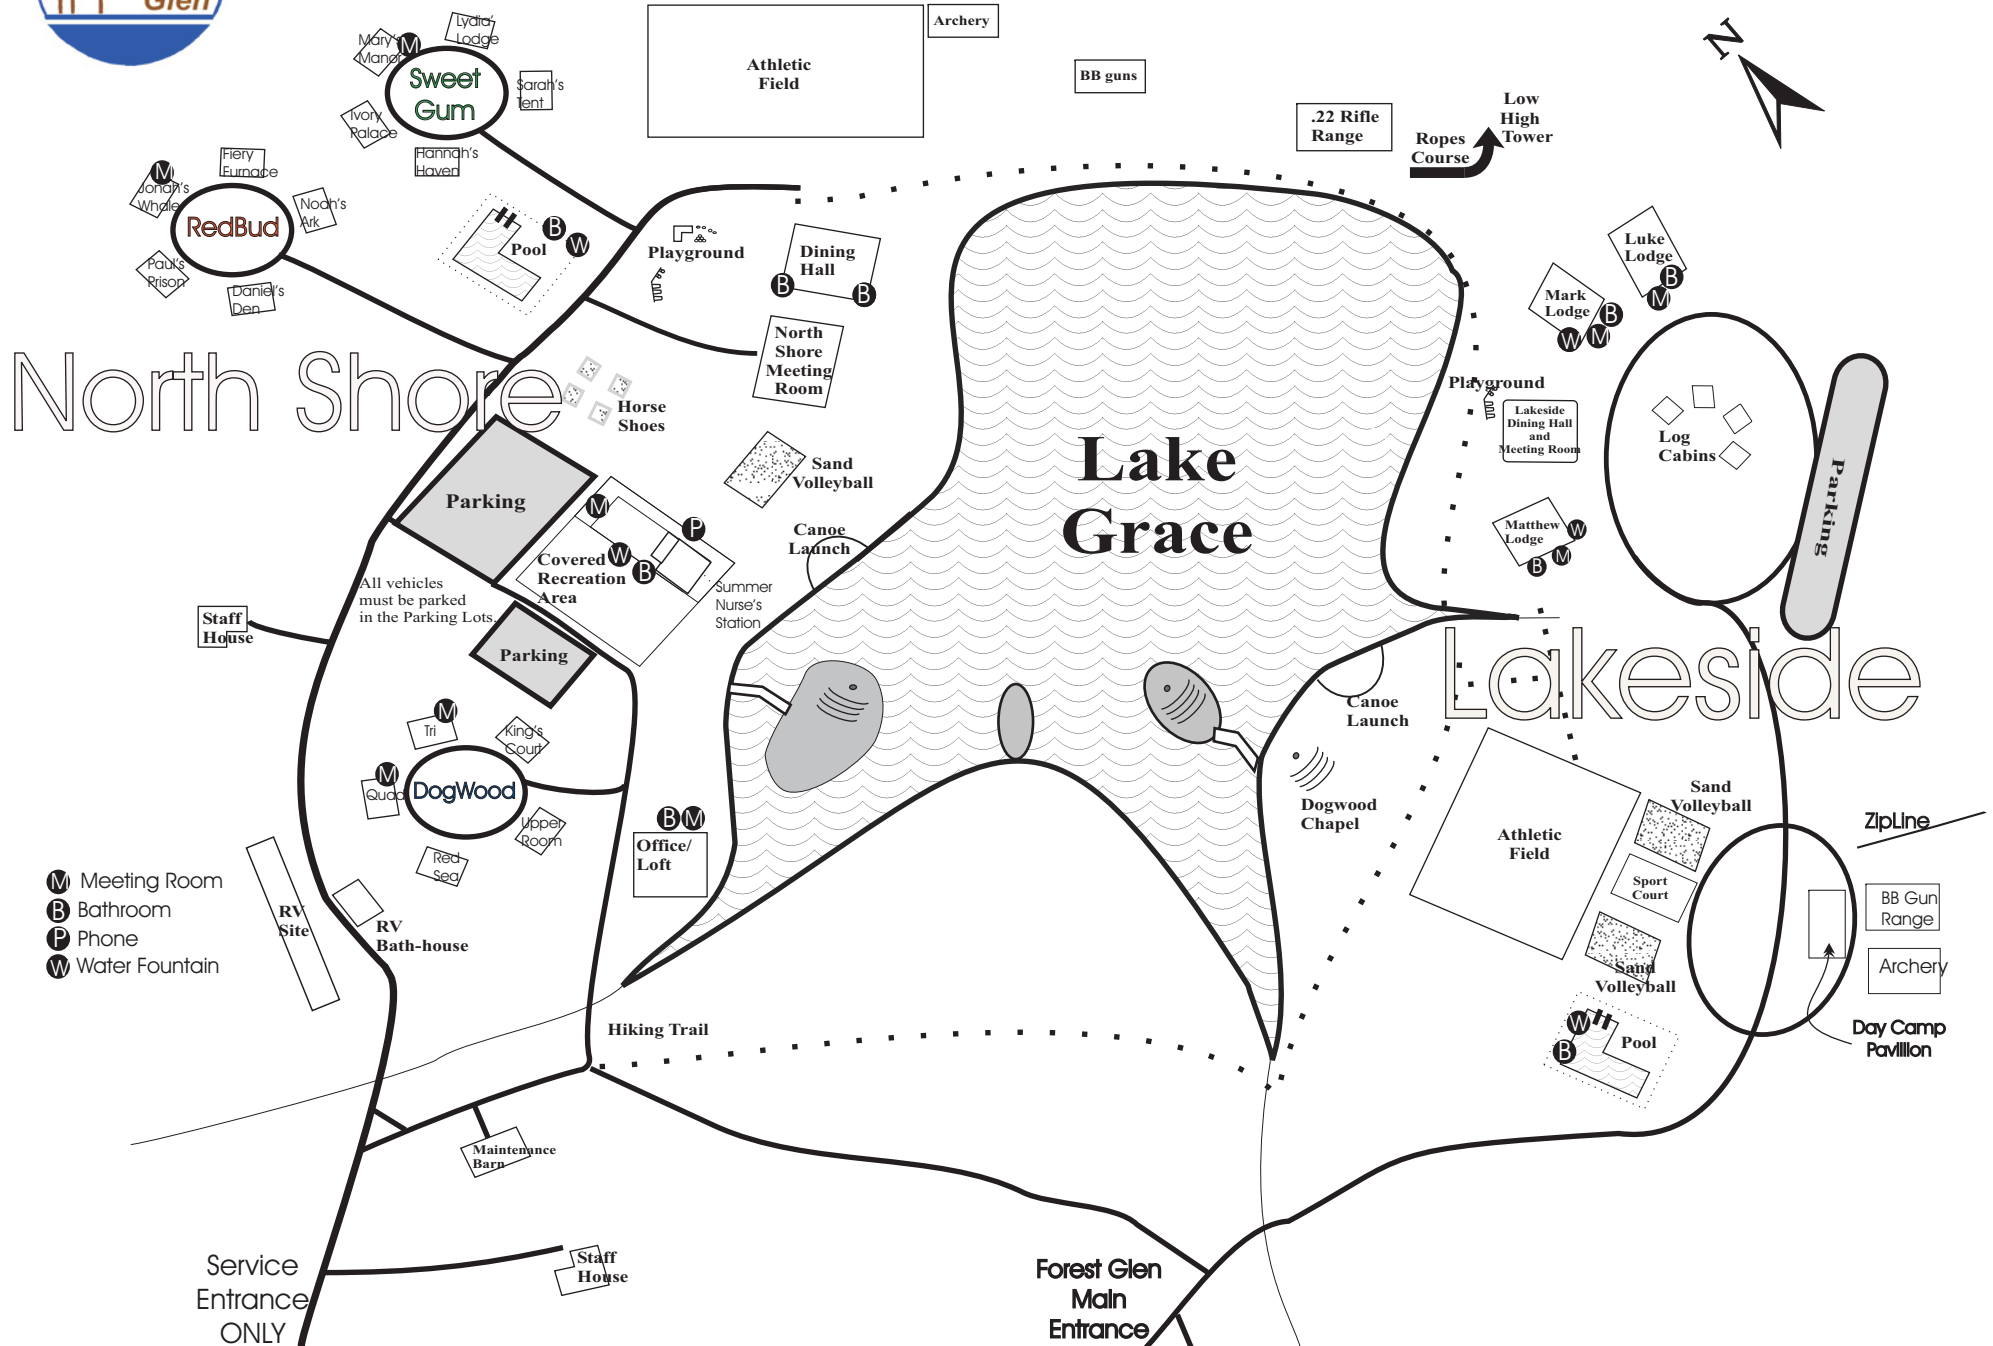 Glen
Mary's
Manor
M
Lydia'
Lodge
Sweet
Gum
Sarah's
Tent
Ivory
Palace
Hannah's
Haven
Fiery
Furnace
M
Jonah's
Whale
Noah's
Ark
RedBud
Paul's
Prison
Daniel's
Den
Athletic
Field
Archery
BB guns
.22 Rifle
Range
Ropes
Course
Low
High
Tower
N
Pool
B
W
Playground
Dining
Hall
B
B
North
Shore
Meeting
Room
North Shore
Horse
Shoes
Sand
Volleyball
Parking
Canoe
Launch
M
P
Covered
Recreation
Area
W
B
Summer
Nurse's
Station
All vehicles
must be parked
in the Parking Lots.
Parking
Staff
House
Lake
Grace
Luke
Lodge
B
M
Mark
Lodge
B
W
M
Playground
Lakeside
Dining Hall
and
Meeting Room
Log
Cabins
Parking
Matthew
Lodge
W
M
B
Lakeside
Canoe
Launch
Dogwood
Chapel
M
Tri
King's
Court
M
Quad
DogWood
Upper
Room
Red
Sea
B M
Office/
Loft
Athletic
Field
Sand
Volleyball
Sport
Court
Sand
Volleyball
ZipLine
BB Gun
Range
Archery
Day Camp
Pavilion
W
B
Pool
M Meeting Room
B Bathroom
P Phone
W Water Fountain
RV
Site
RV
Bath-house
Hiking Trail
Maintenance
Barn
Staff
House
Service
Entrance
ONLY
Forest Glen
Main
Entrance